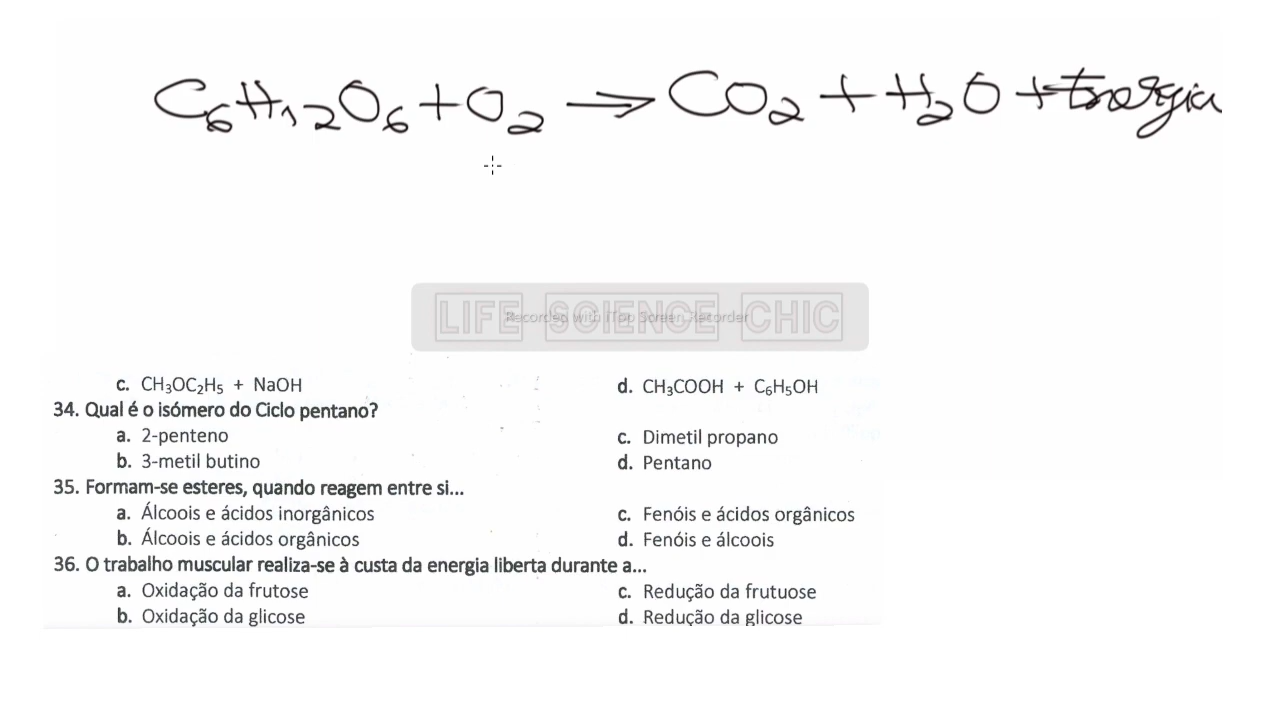 C₆H₁₂O₆ + O₂ → CO₂ + H₂O + Energia
LIFE SCIENCE CHIC
Recorded with iTop Screen Recorder
c. CH₃OC₂H₅ + NaOH d. CH₃COOH + C₆H₅OH
34. Qual é o isómero do Ciclo pentano?
a. 2-penteno c. Dimetil propano
b. 3-metil butino d. Pentano
35. Formam-se esteres, quando reagem entre si...
a. Álcoois e ácidos inorgânicos c. Fenóis e ácidos orgânicos
b. Álcoois e ácidos orgânicos d. Fenóis e álcoois
36. O trabalho muscular realiza-se à custa da energia liberta durante a...
a. Oxidação da frutose c. Redução da frutuose
b. Oxidação da glicose d. Redução da glicose